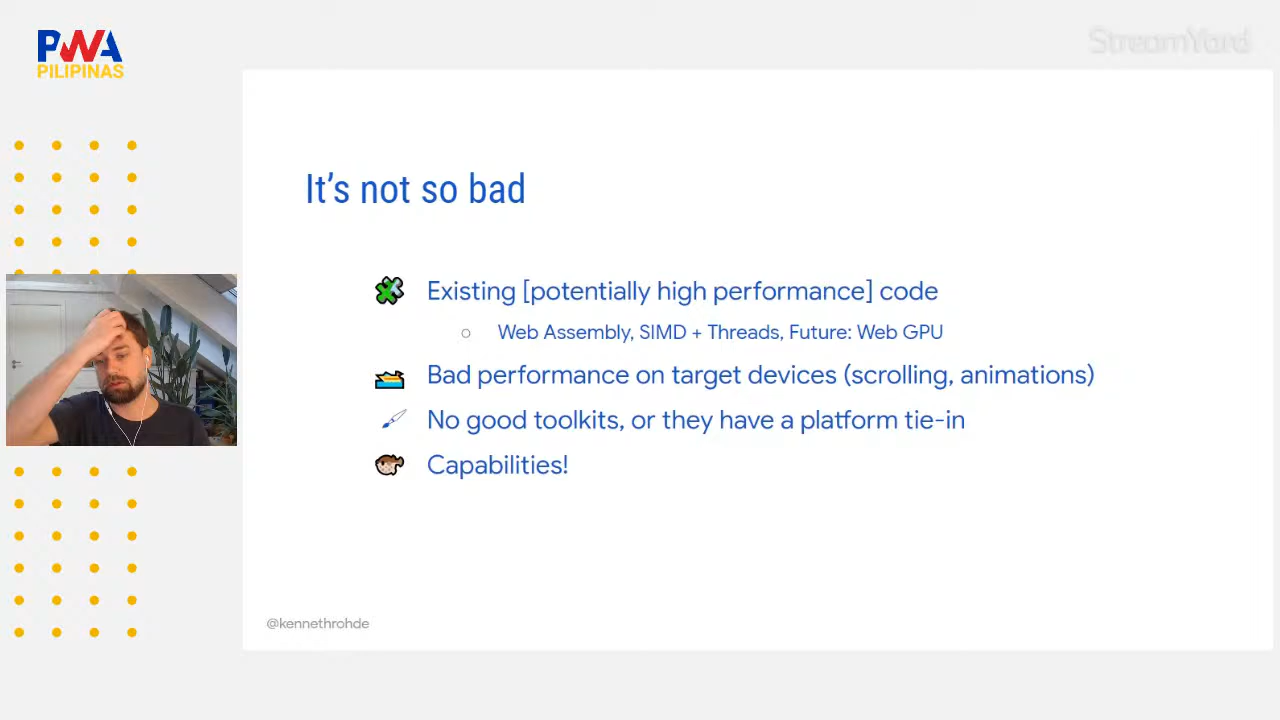 PWA
PILIPINAS
StreamYard
It's not so bad
Existing [potentially high performance] code
Web Assembly, SIMD + Threads, Future: Web GPU
Bad performance on target devices (scrolling, animations)
No good toolkits, or they have a platform tie-in
Capabilities!
@kennethrohde